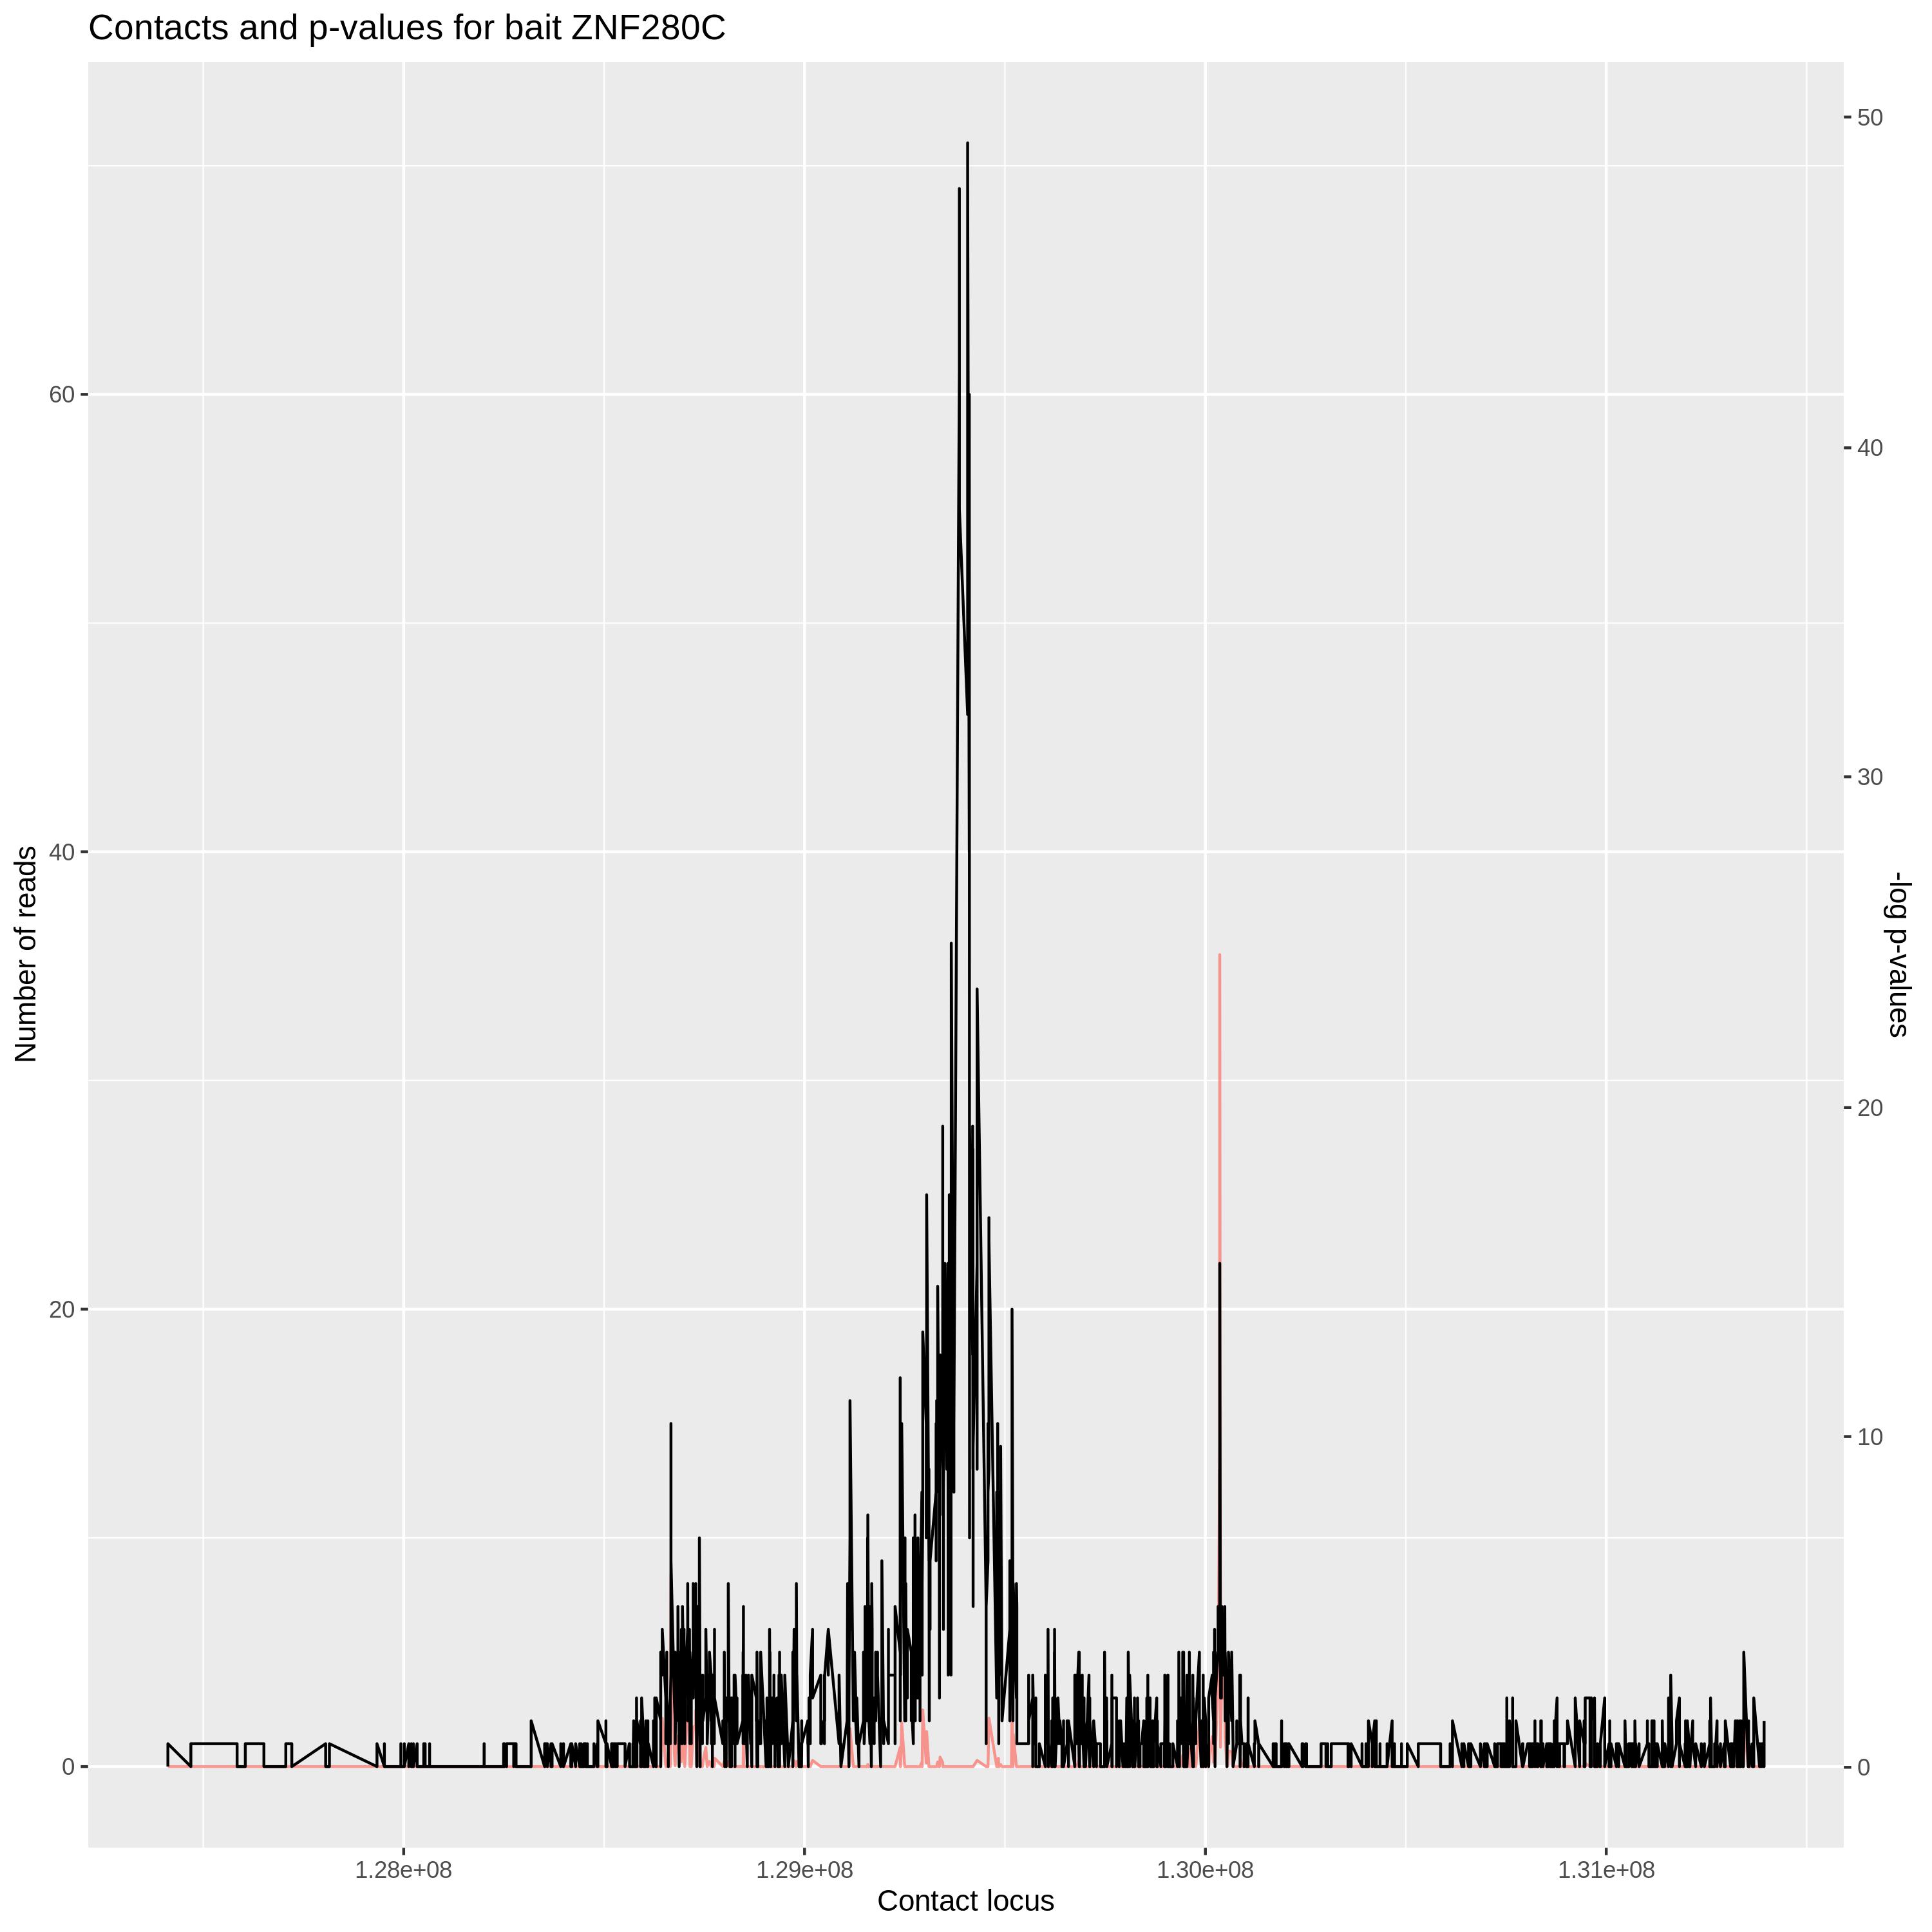 Contacts and p-values for bait ZNF280C
Number of reads
60
40
20
0
50
40
30
20
10
0
-log p-values
1.28e+08
1.29e+08
1.30e+08
1.31e+08
Contact locus